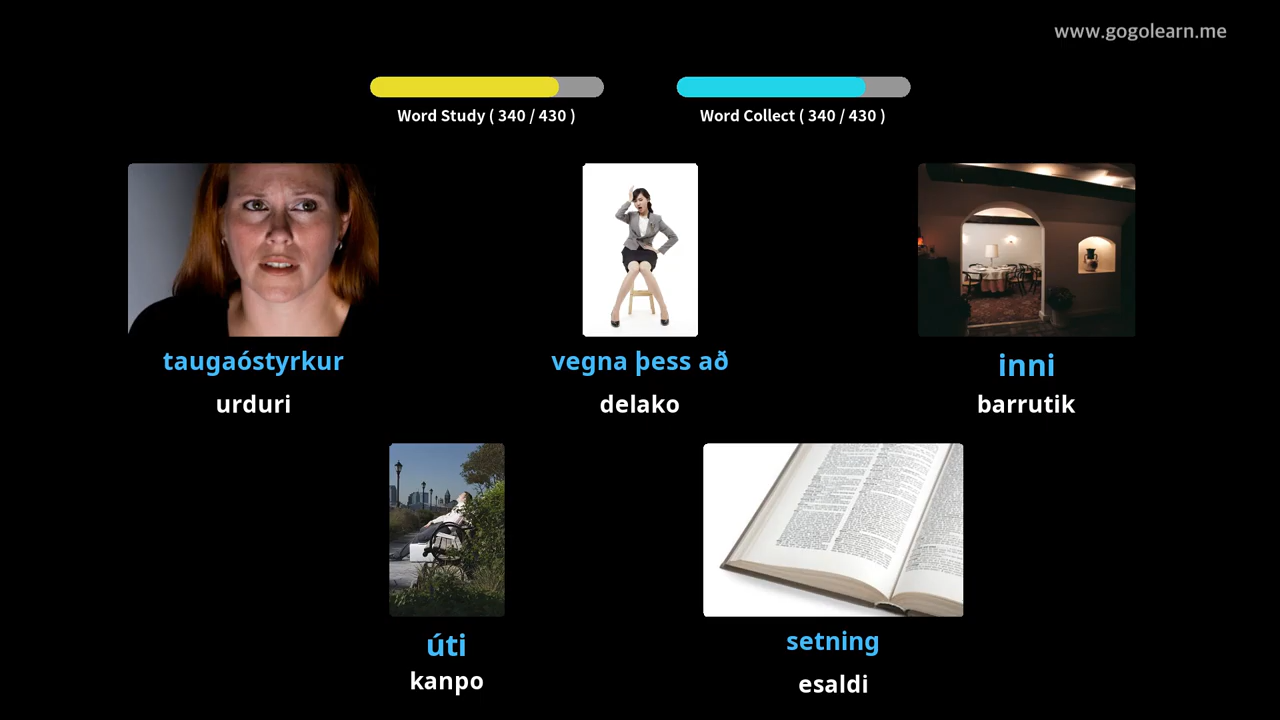 www.gogolearn.me
Word Study ( 340 / 430 )
Word Collect ( 340 / 430 )
taugaóstyrkur
urduri
vegna þess að
delako
inni
barrutik
úti
kanpo
setning
esaldi